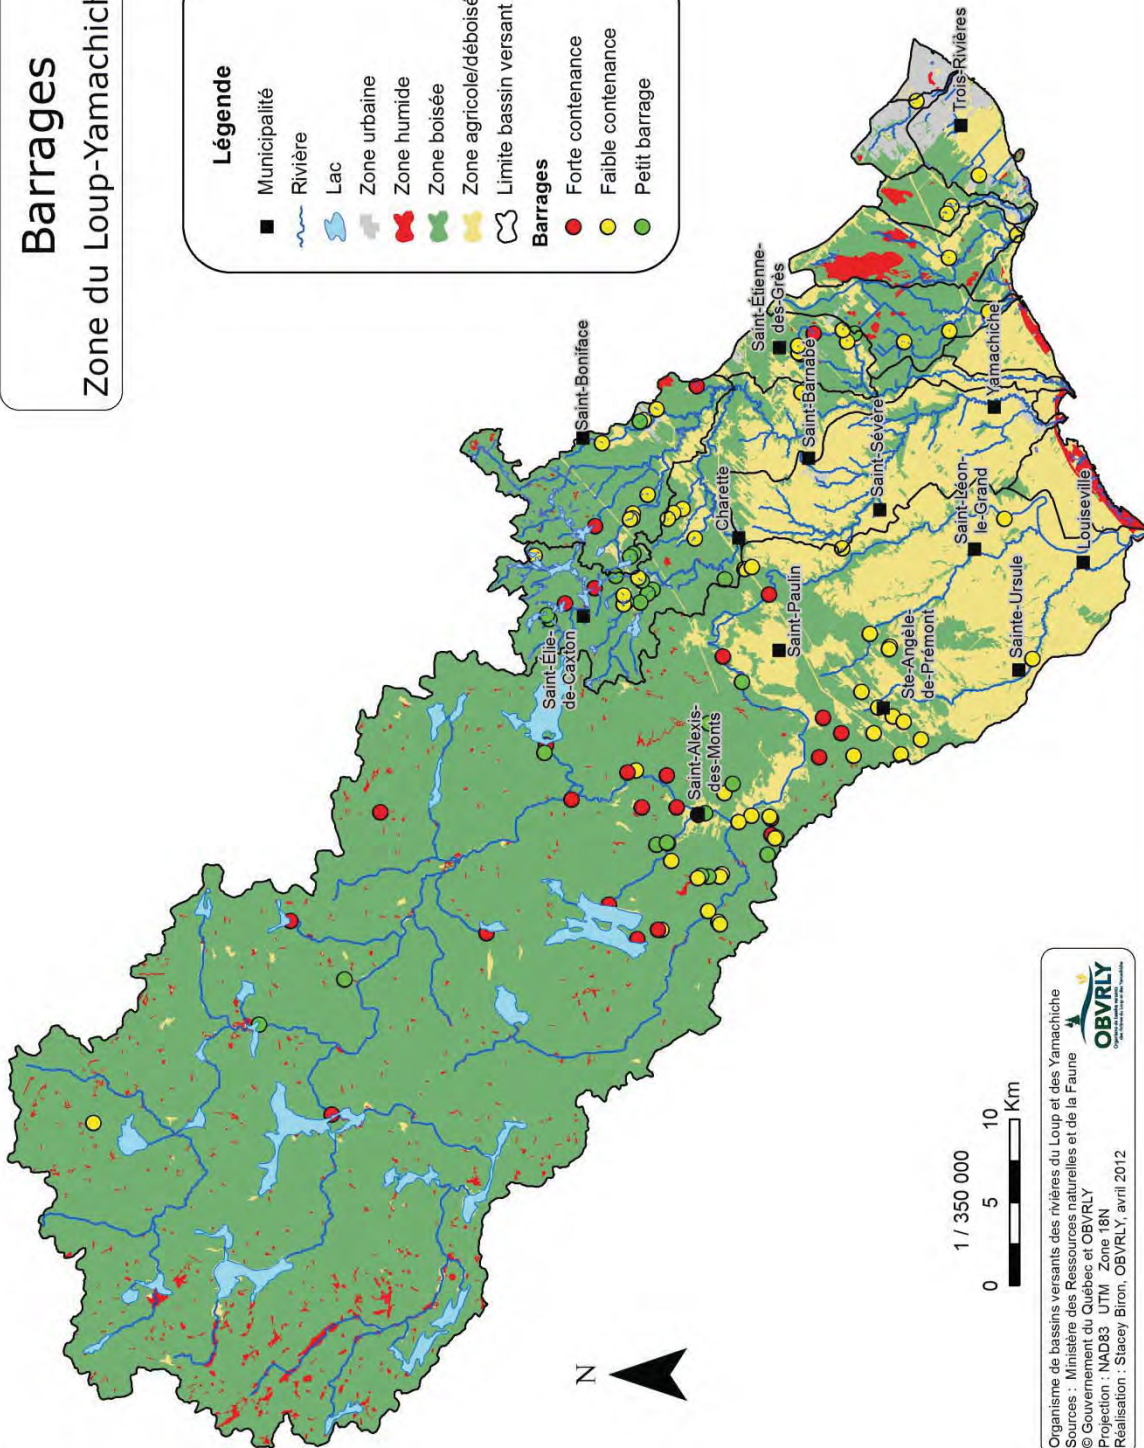 Barrages
Zone du Loup-Yamachich
Légende
Municipalité
Rivière
Lac
Zone urbaine
Zone humide
Zone boisée
Zone agricole/déboisé
Limite bassin versant
Barrages
Forte contenance
Faible contenance
Petit barrage
Saint-Boniface
Saint-Élie-
de-Caxton
Saint-Étienne-
des-Grès
Trois-Rivières
Charette
Saint-Barnabé
Saint-Alexis-
des-Monts
Saint-Paulin
Saint-Sévère
Yamachiche
Saint-Léon-
le-Grand
Ste-Angèle-
de-Prémont
Louiseville
Sainte-Ursule
N
1 / 350 000
0 5 10
Km
Organisme de bassins versants des rivières du Loup et des Yamachiche
Sources : Ministère des Ressources naturelles et de la Faune
© Gouvernement du Québec et OBVRLY
Projection : NAD83 UTM Zone 18N
Réalisation : Stacey Biron, OBVRLY, avril 2012
OBVRLY